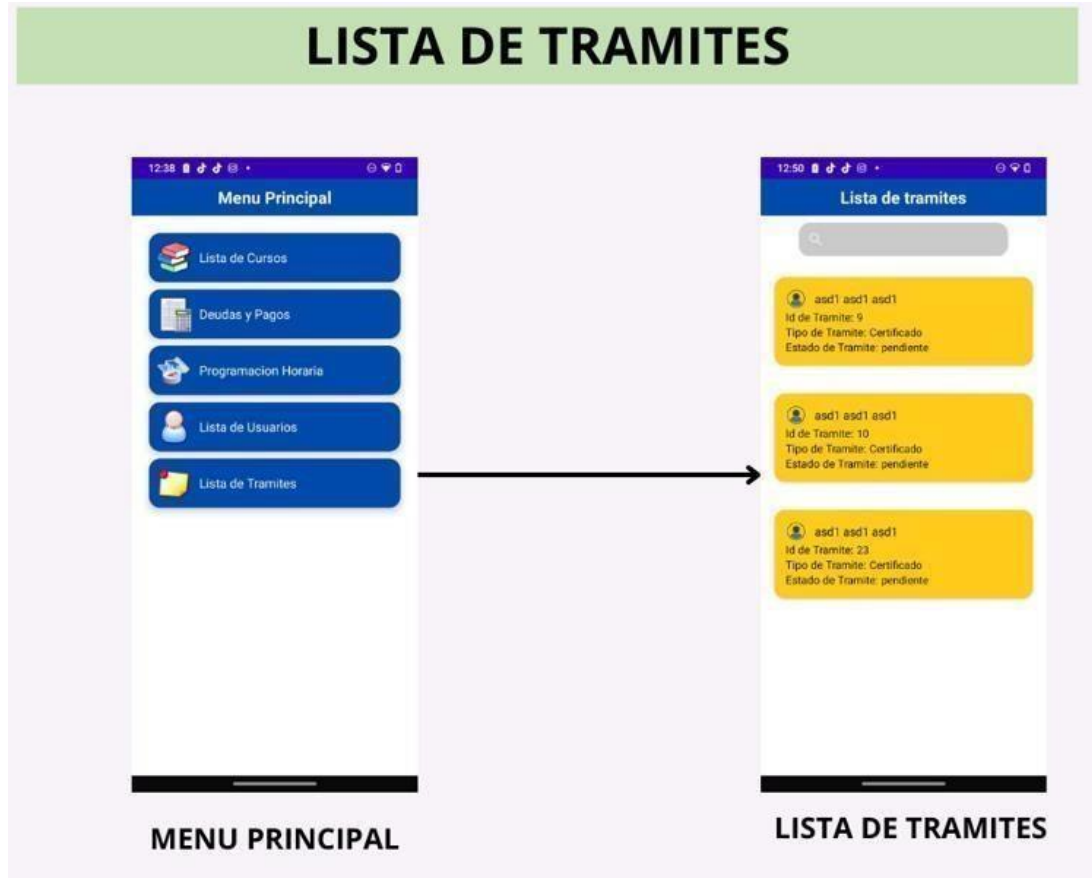 LISTA DE TRAMITES
12:38
Menu Principal
Lista de Cursos
Deudas y Pagos
Programacion Horaria
Lista de Usuarios
Lista de Tramites
MENU PRINCIPAL
12:50
Lista de tramites
asd1 asd1 asd1
Id de Tramite: 9
Tipo de Tramite: Certificado
Estado de Tramite: pendiente
asd1 asd1 asd1
Id de Tramite: 10
Tipo de Tramite: Certificado
Estado de Tramite: pendiente
asd1 asd1 asd1
Id de Tramite: 23
Tipo de Tramite: Certificado
Estado de Tramite: pendiente
LISTA DE TRAMITES